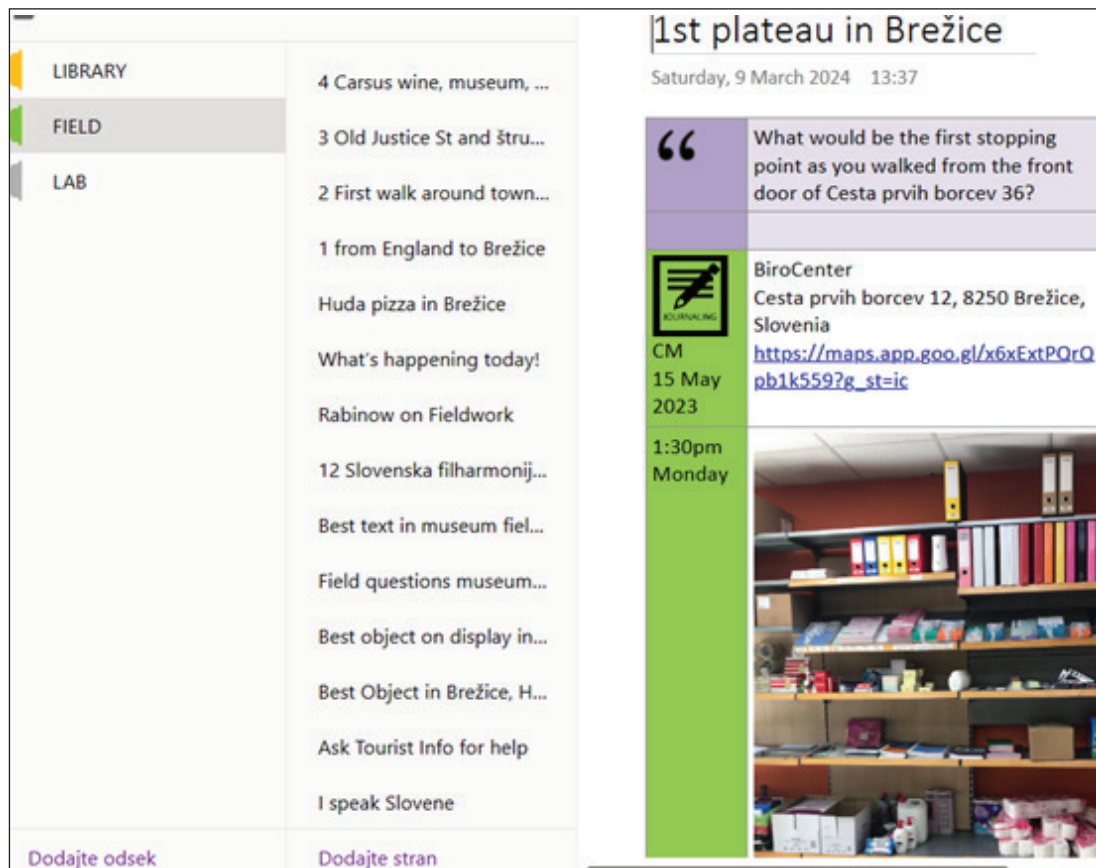 LIBRARY
FIELD
LAB
Dodajte odsek
4 Carsus wine, museum, ...
3 Old Justice St and štru...
2 First walk around town...
1 from England to Brežice
Huda pizza in Brežice
What's happening today!
Rabinow on Fieldwork
12 Slovenska filharmonij...
Best text in museum fiel...
Field questions museum...
Best object on display in...
Best Object in Brežice, H...
Ask Tourist Info for help
I speak Slovene
Dodajte stran
1st plateau in Brežice
Saturday, 9 March 2024 13:37
“
What would be the first stopping
point as you walked from the front
door of Cesta prvih borcev 36?
JOURNALING
CM
15 May
2023
BiroCenter
Cesta prvih borcev 12, 8250 Brežice,
Slovenia
https://maps.app.goo.gl/x6xExtPQrQ
pb1k559?g_st=ic
1:30pm
Monday